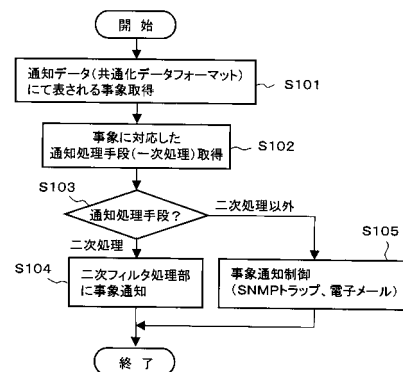 開 始
通知データ(共通化データフォーマット)
にて表される事象取得
S101
事象に対応した
通知処理手段(一次処理)取得
S102
S103
通知処理手段?
二次処理以外
二次処理
S104
二次フィルタ処理部
に事象通知
S105
事象通知制御
(SNMPトラップ、電子メール)
終 了